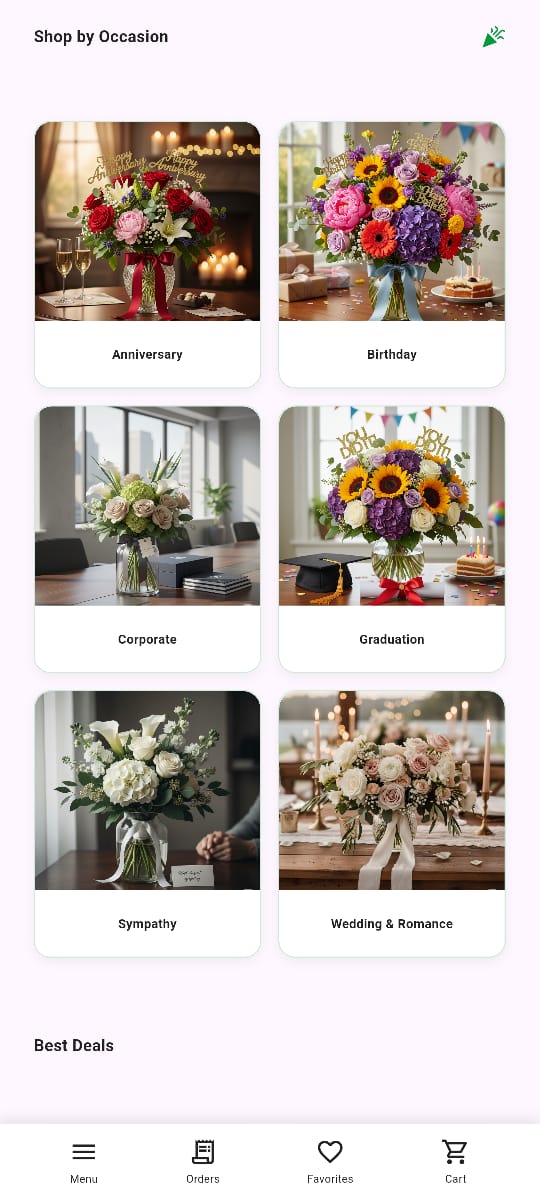 Shop by Occasion
Happy Anniversary
Happy Anniversary
Anniversary
Birthday
YOU
DID IT!
YOU
DID IT!
Corporate
Graduation
Sympathy
Wedding & Romance
Best Deals
Menu
Orders
Favorites
Cart